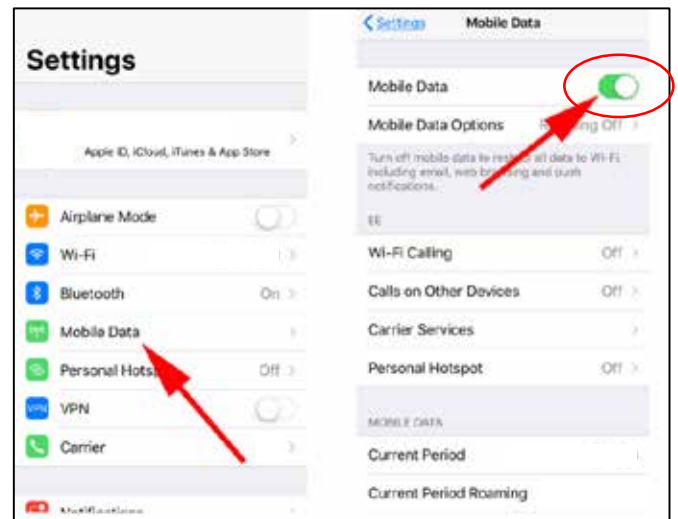 Settings
Apple ID, iCloud, iTunes & App Store
Airplane Mode
Wi-Fi
Bluetooth On
Mobile Data
Personal Hots Off
VPN VPN
Carrier
Notifications
Settings Mobile Data
Mobile Data
Mobile Data Options Off
Turn off mobile data to restrict all data to Wi-Fi,
including email, web browsing and push
notifications.
EE
Wi-Fi Calling Off
Calls on Other Devices Off
Carrier Services
Personal Hotspot Off
MOBILE DATA
Current Period
Current Period Roaming